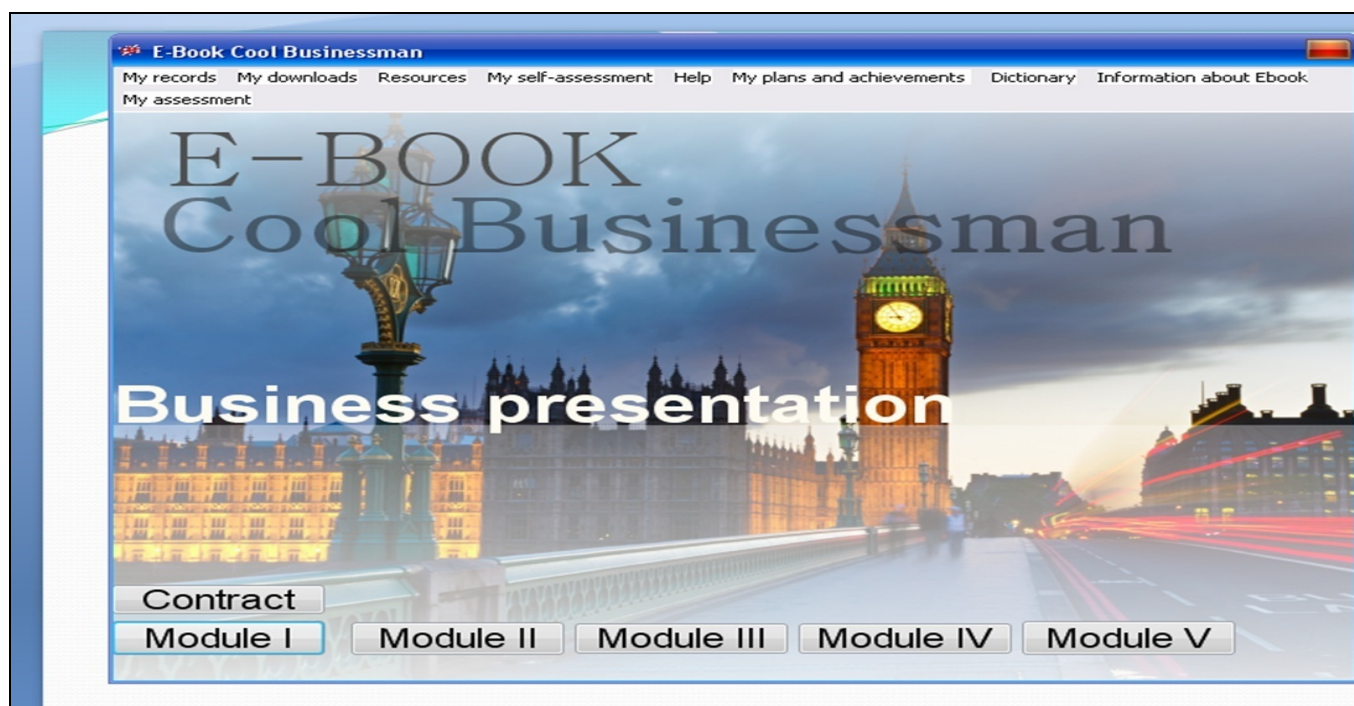 E-Book Cool Businessman
My records My downloads Resources My self-assessment Help My plans and achievements Dictionary Information about Ebook
My assessment
E-BOOK
Cool Businessman
Business presentation
Contract
Module I Module II Module III Module IV Module V